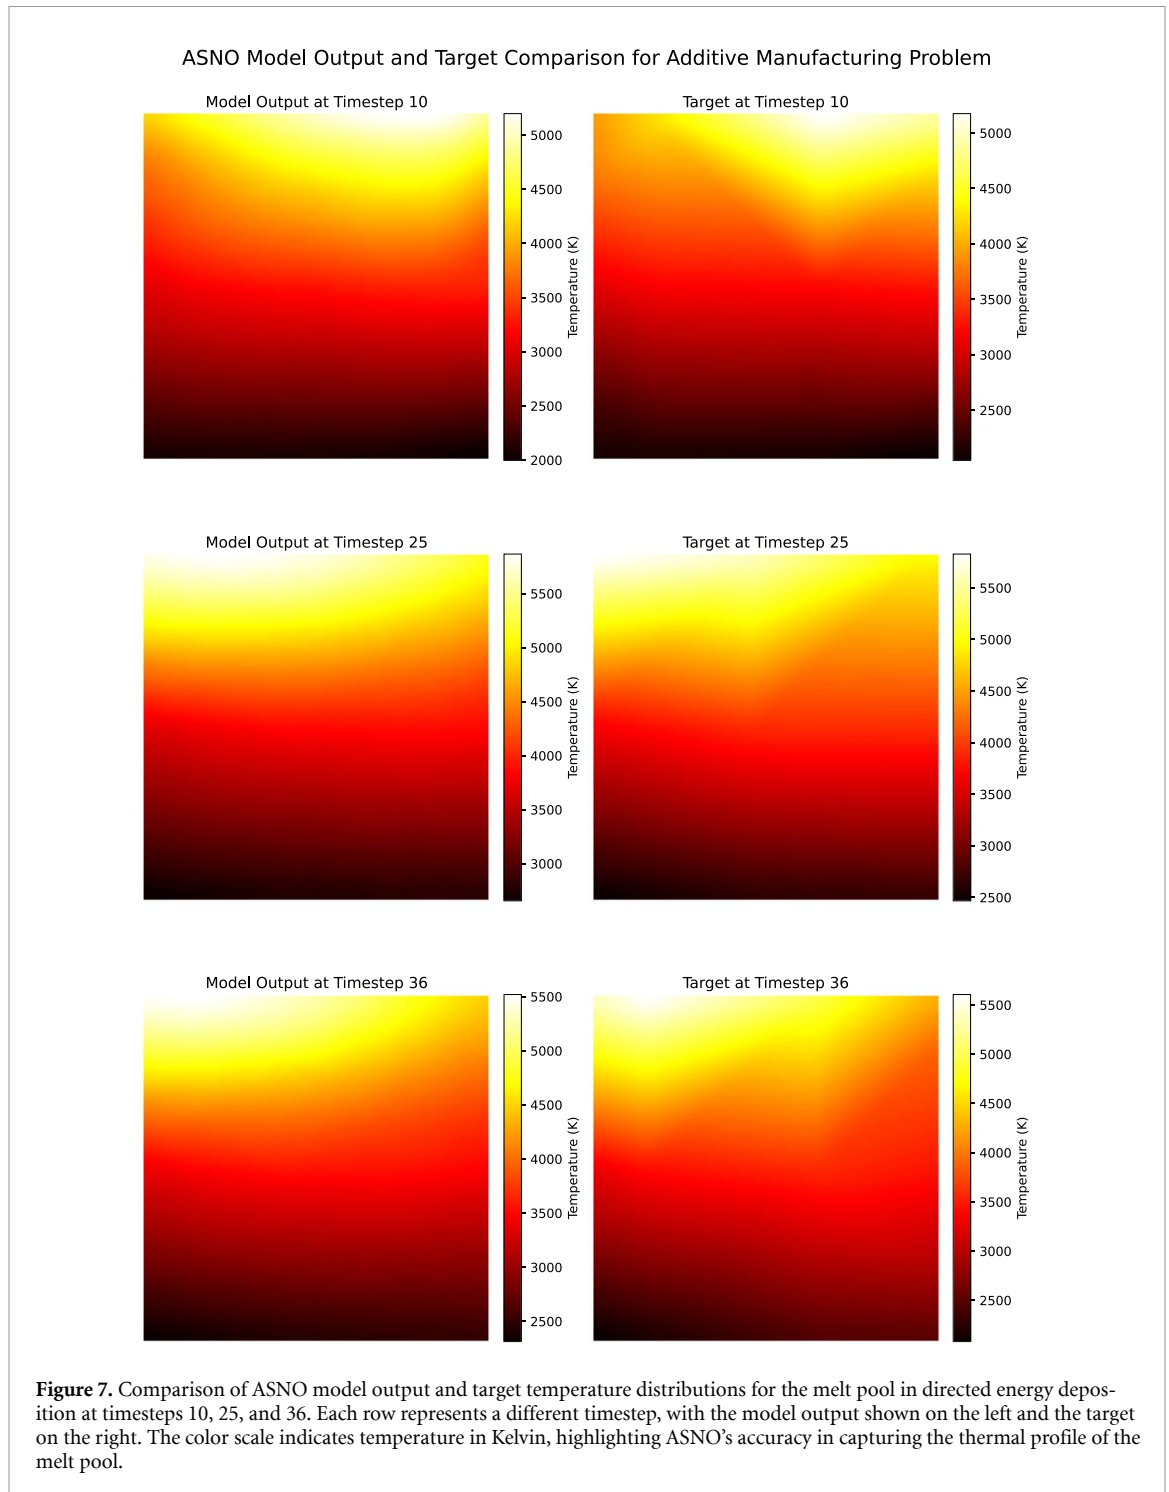 ASNO Model Output and Target Comparison for Additive Manufacturing Problem
Model Output at Timestep 10
5000
4500
4000
3500
3000
2500
2000
Temperature (K)
Target at Timestep 10
5000
4500
4000
3500
3000
2500
Temperature (K)
Model Output at Timestep 25
5500
5000
4500
4000
3500
3000
Temperature (K)
Target at Timestep 25
5500
5000
4500
4000
3500
3000
2500
Temperature (K)
Model Output at Timestep 36
5500
5000
4500
4000
3500
3000
2500
Temperature (K)
Target at Timestep 36
5500
5000
4500
4000
3500
3000
2500
Temperature (K)
Figure 7. Comparison of ASNO model output and target temperature distributions for the melt pool in directed energy depos-
ition at timesteps 10, 25, and 36. Each row represents a different timestep, with the model output shown on the left and the target
on the right. The color scale indicates temperature in Kelvin, highlighting ASNO's accuracy in capturing the thermal profile of the
melt pool.